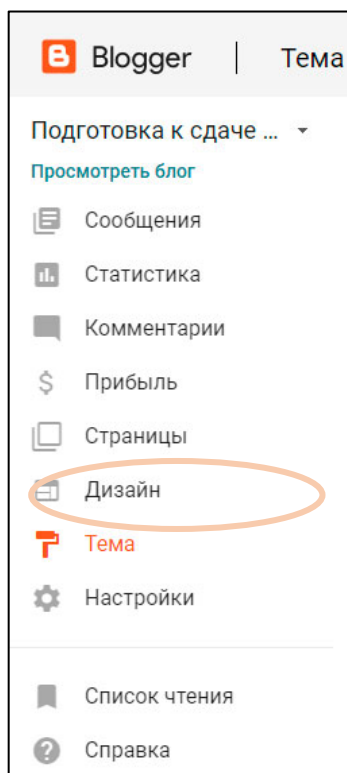 Blogger | Тема
Подготовка к сдаче ...
Просмотреть блог
Сообщения
Статистика
Комментарии
$ Прибыль
Страницы
Дизайн
Тема
Настройки
Список чтения
? Справка